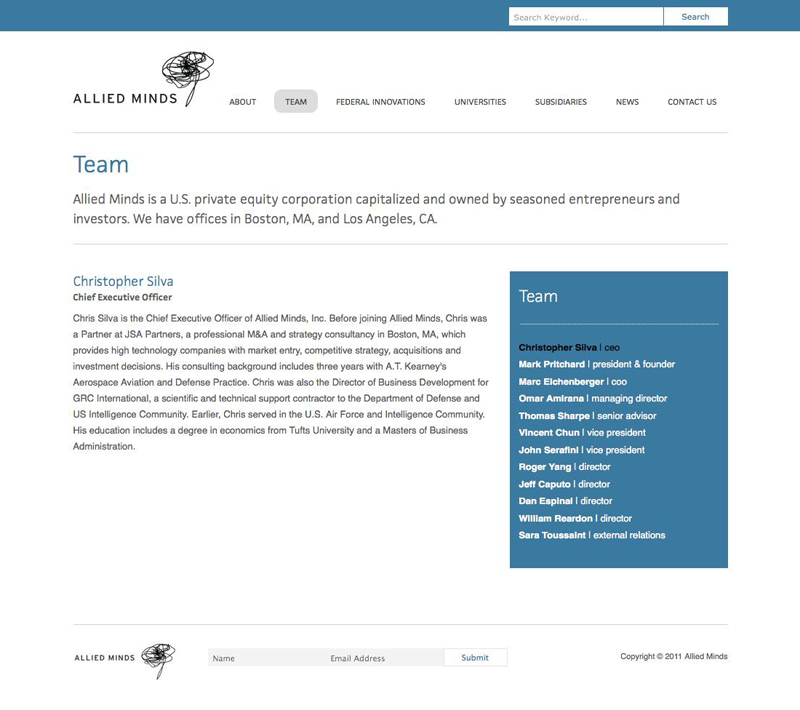 Search Keyword...
Search
ALLIED MINDS
ABOUT
TEAM
FEDERAL INNOVATIONS
UNIVERSITIES
SUBSIDIARIES
NEWS
CONTACT US
Team
Allied Minds is a U.S. private equity corporation capitalized and owned by seasoned entrepreneurs and
investors. We have offices in Boston, MA, and Los Angeles, CA.
Christopher Silva
Chief Executive Officer
Chris Silva is the Chief Executive Officer of Allied Minds, Inc. Before joining Allied Minds, Chris was
a Partner at JSA Partners, a professional M&A and strategy consultancy in Boston, MA, which
provides high technology companies with market entry, competitive strategy, acquisitions and
investment decisions. His consulting background includes three years with A.T. Kearney's
Aerospace Aviation and Defense Practice. Chris was also the Director of Business Development for
GRC International, a scientific and technical support contractor to the Department of Defense and
US Intelligence Community. Earlier, Chris served in the U.S. Air Force and Intelligence Community.
His education includes a degree in economics from Tufts University and a Masters of Business
Administration.
Team
Christopher Silva | ceo
Mark Pritchard | president & founder
Marc Eichenberger | coo
Omar Amirana | managing director
Thomas Sharpe | senior advisor
Vincent Chun | vice president
John Serafini | vice president
Roger Yang | director
Jeff Caputo | director
Dan Espinal | director
William Reardon | director
Sara Toussaint | external relations
ALLIED MINDS
Name
Email Address
Submit
Copyright © 2011 Allied Minds